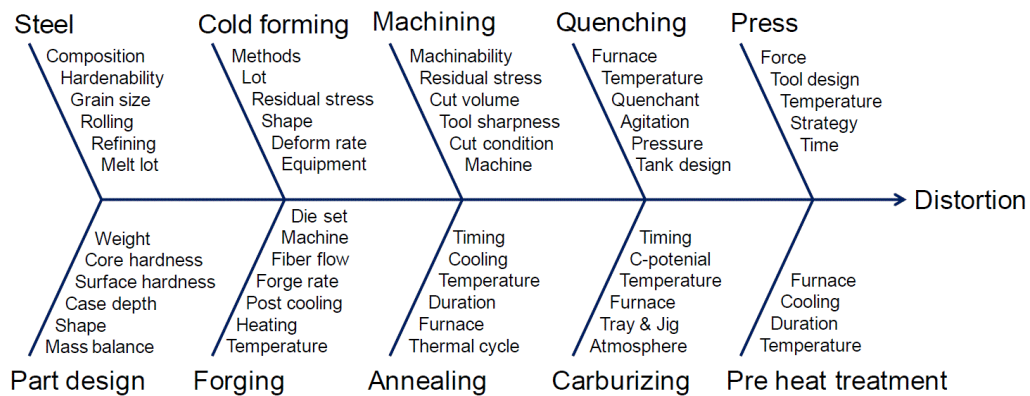 Steel
Composition
Hardenability
Grain size
Rolling
Refining
Melt lot
Cold forming
Methods
Lot
Residual stress
Shape
Deform rate
Equipment
Machining
Machinability
Residual stress
Cut volume
Tool sharpness
Cut condition
Machine
Quenching
Furnace
Temperature
Quenchant
Agitation
Pressure
Tank design
Press
Force
Tool design
Temperature
Strategy
Time
Distortion
Weight
Core hardness
Surface hardness
Case depth
Shape
Mass balance
Part design
Die set
Machine
Fiber flow
Forge rate
Post cooling
Heating
Temperature
Forging
Timing
Cooling
Temperature
Duration
Furnace
Thermal cycle
Annealing
Timing
C-potenial
Temperature
Furnace
Tray & Jig
Atmosphere
Carburizing
Furnace
Cooling
Duration
Temperature
Pre heat treatment